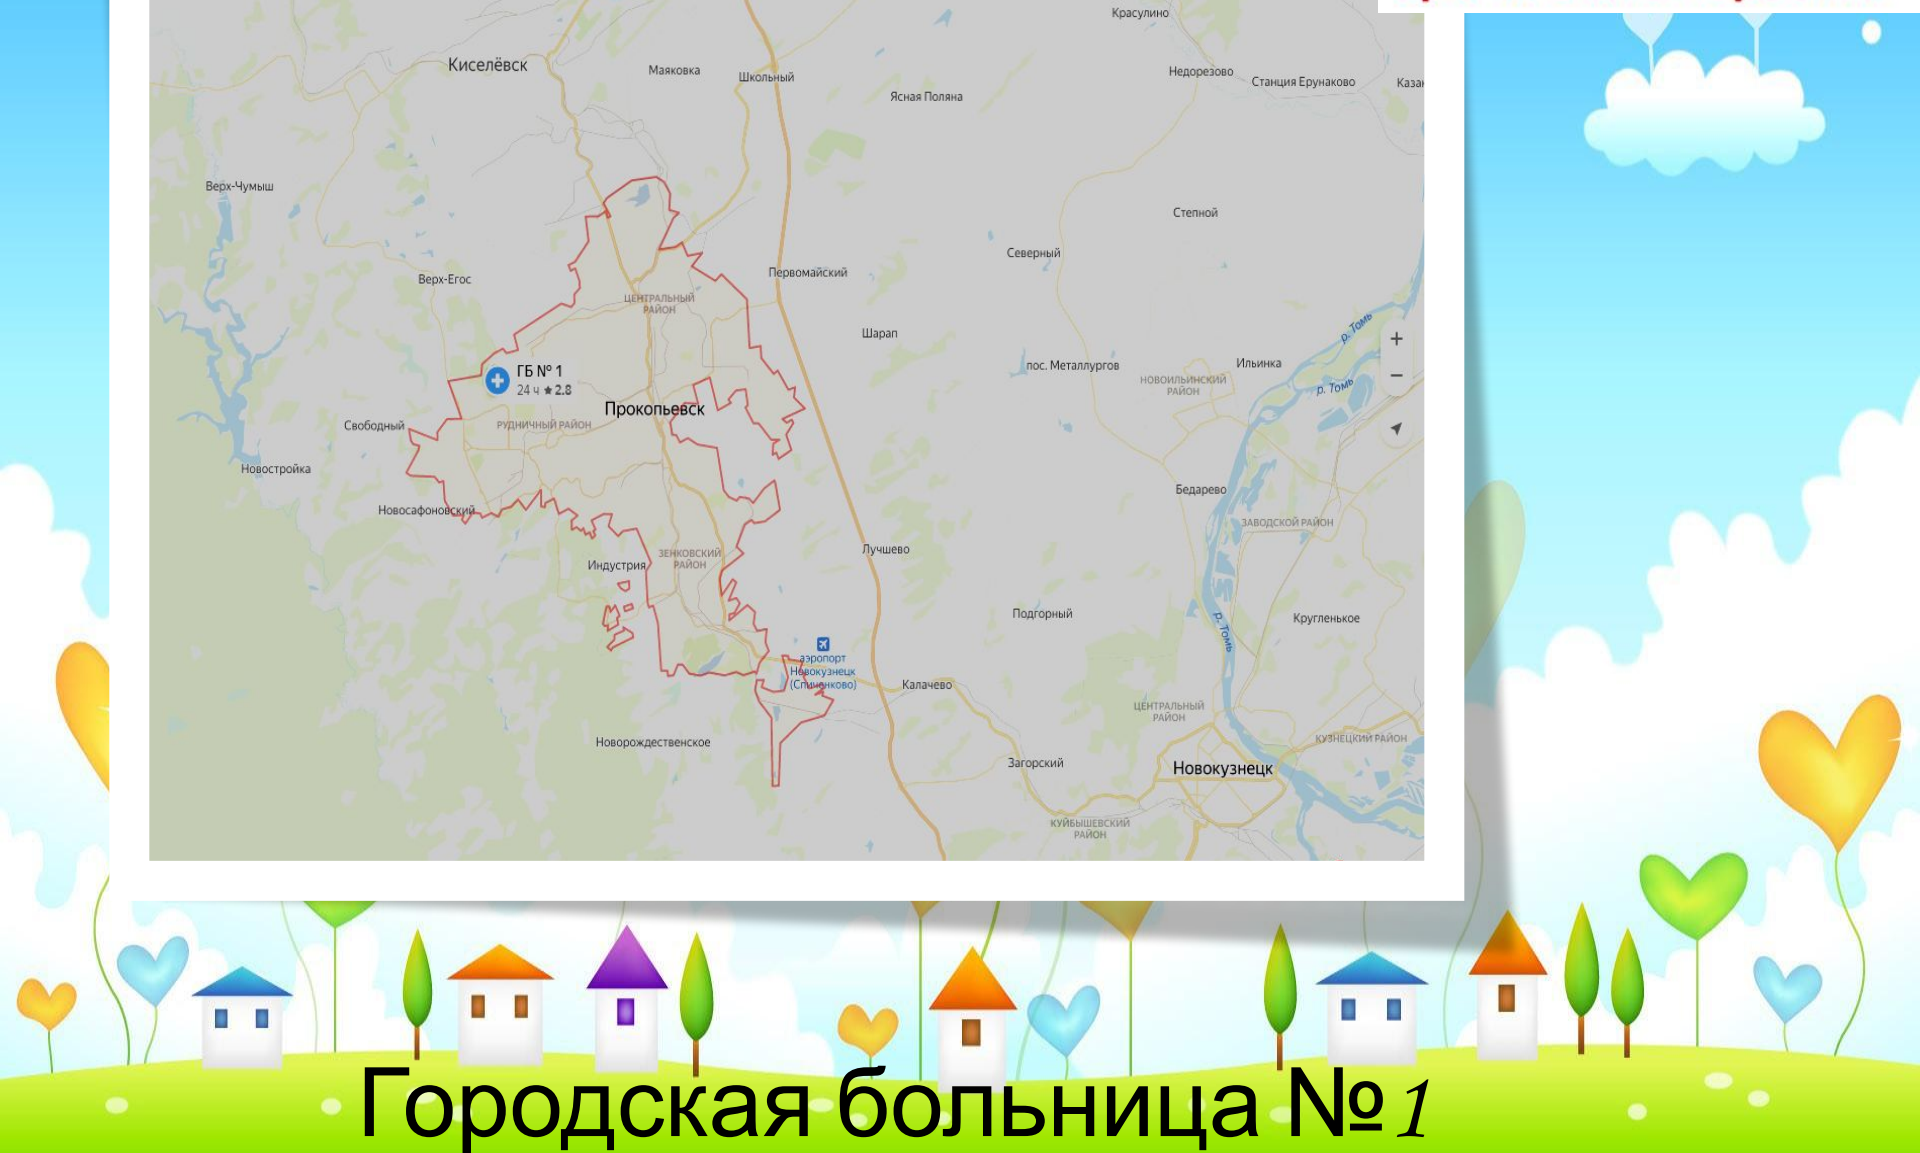 Красулино
Киселёвск
Маяковка
Школьный
Недорезово
Станция Ерунаково
Ясная Поляна
Верх-Чумыш
Степной
Северный
Верх-Егос
Первомайский
ЦЕНТРАЛЬНЫЙ
РАЙОН
р. Томь
Шарап
+
пос. Металлургов
Ильинка
ГБ № 1
24 ч ★ 2.8
НОВОИЛЬИНСКИЙ
РАЙОН
−
р. Томь
Прокопьевск
Свободный
РУДНИЧНЫЙ РАЙОН
Новостройка
Бедарево
Новосафоновский
ЗАВОДСКОЙ РАЙОН
Лучшево
ЗЕНКОВСКИЙ
РАЙОН
Индустрия
Подгорный
Кругленькое
р. Томь
аэропорт
Новокузнецк
(Спиченково)
Калачево
ЦЕНТРАЛЬНЫЙ
РАЙОН
КУЗНЕЦКИЙ РАЙОН
Новорождественское
Загорский
Новокузнецк
КУЙБЫШЕВСКИЙ
РАЙОН
Городская больница №1